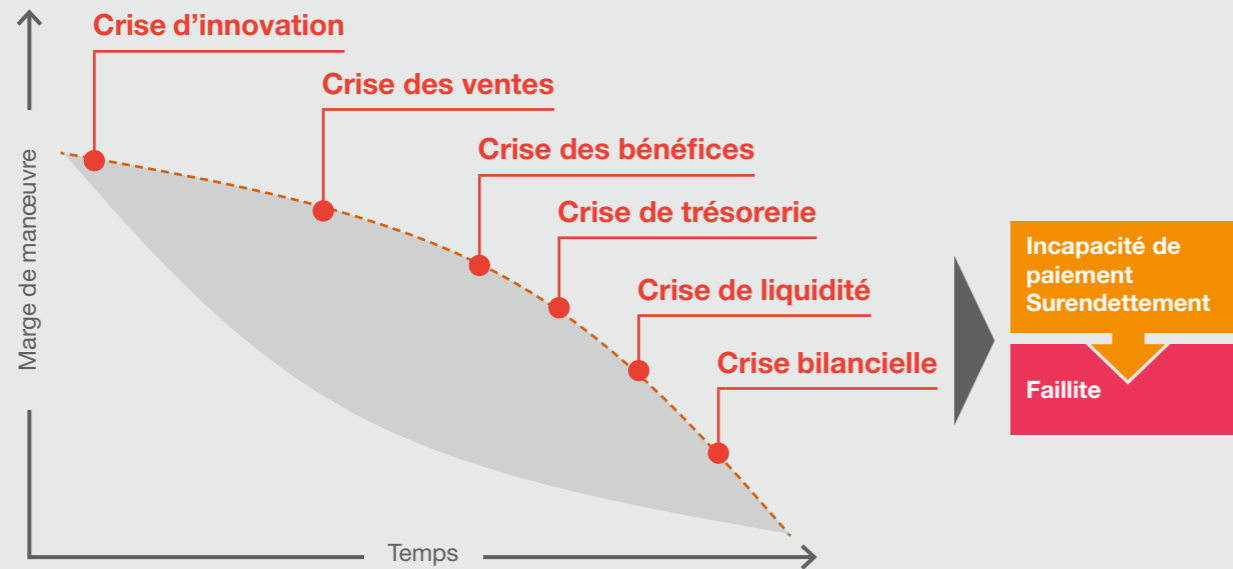 Crise d’innovation
Crise des ventes
Crise des bénéfices
Crise de trésorerie
Crise de liquidité
Crise bilancielle
Marge de manœuvre
Temps
Incapacité de
paiement
Surendettement
Faillite